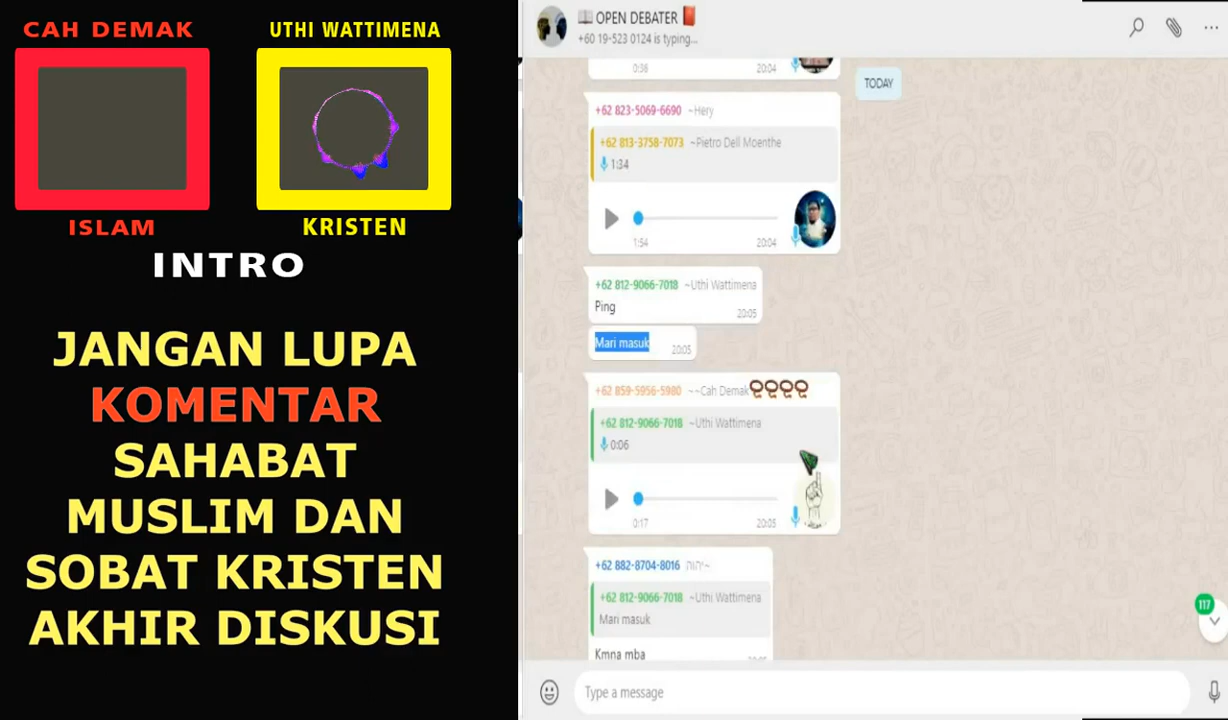 CAH DEMAK
UTHI WATTIMENA
ISLAM
KRISTEN
INTRO
JANGAN LUPA
KOMENTAR
SAHABAT
MUSLIM DAN
SOBAT KRISTEN
AKHIR DISKUSI
OPEN DEBATER
+60 19-523 0124 is typing...
0:38 20:04
TODAY
+62 823-5069-6690 ~Hery
+62 813-3758-7073 ~Pietro Dell Moenthe
1:34
1:54 20:04
+62 812-9066-7018 ~Uthi Wattimena
Ping 20:05
Mari masuk 20:05
+62 859-5956-5980 ~~Cah Demak
+62 812-9066-7018 ~Uthi Wattimena
0:06
0:17 20:05
+62 882-8704-8016 ~יהוה
+62 812-9066-7018 ~Uthi Wattimena
Mari masuk
Kmna mba
117
Type a message